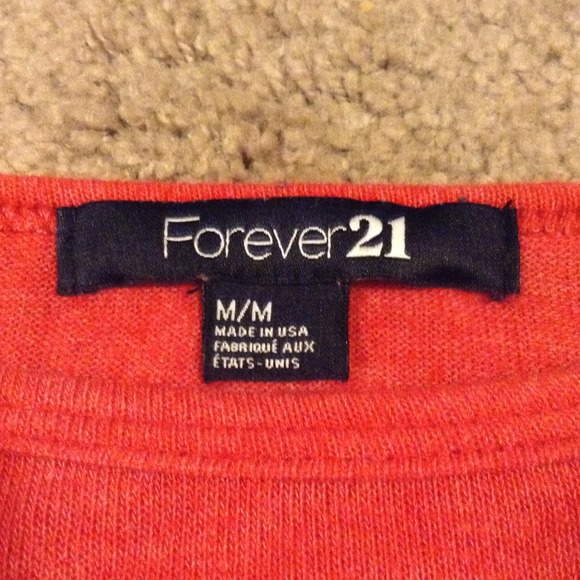 Forever21
M/M
MADE IN USA
FABRIQUÉ AUX
ÉTATS-UNIS